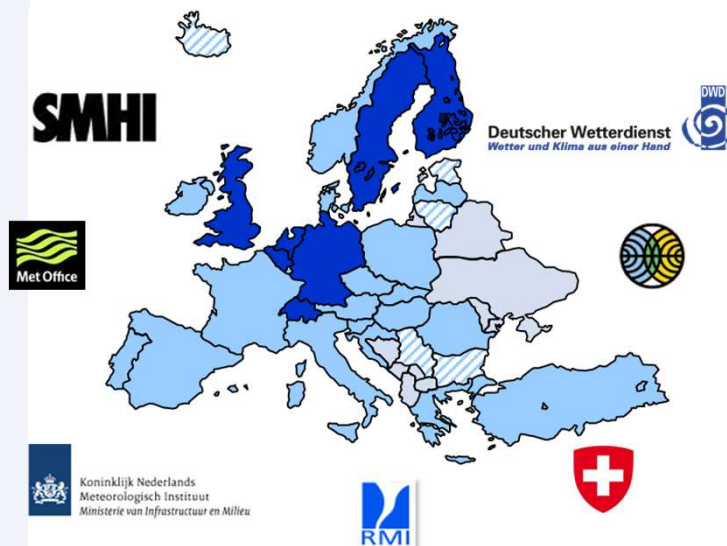 SMHI
DWD
Deutscher Wetterdienst
Wetter und Klima aus einer Hand
Met Office
Koninklijk Nederlands
Meteorologisch Instituut
Ministerie van Infrastructuur en Milieu
RMI